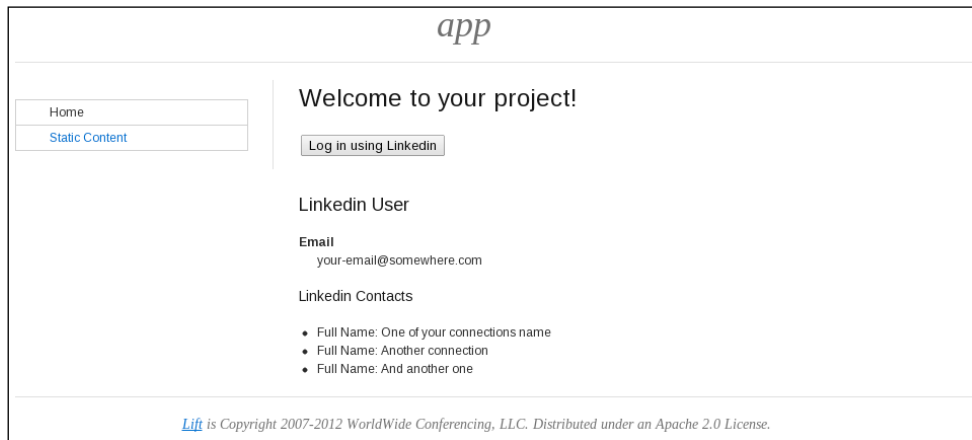 app
Home
Static Content
Welcome to your project!
Log in using Linkedin
Linkedin User
Email
your-email@somewhere.com
Linkedin Contacts
Full Name: One of your connections name
Full Name: Another connection
Full Name: And another one
Lift is Copyright 2007-2012 WorldWide Conferencing, LLC. Distributed under an Apache 2.0 License.